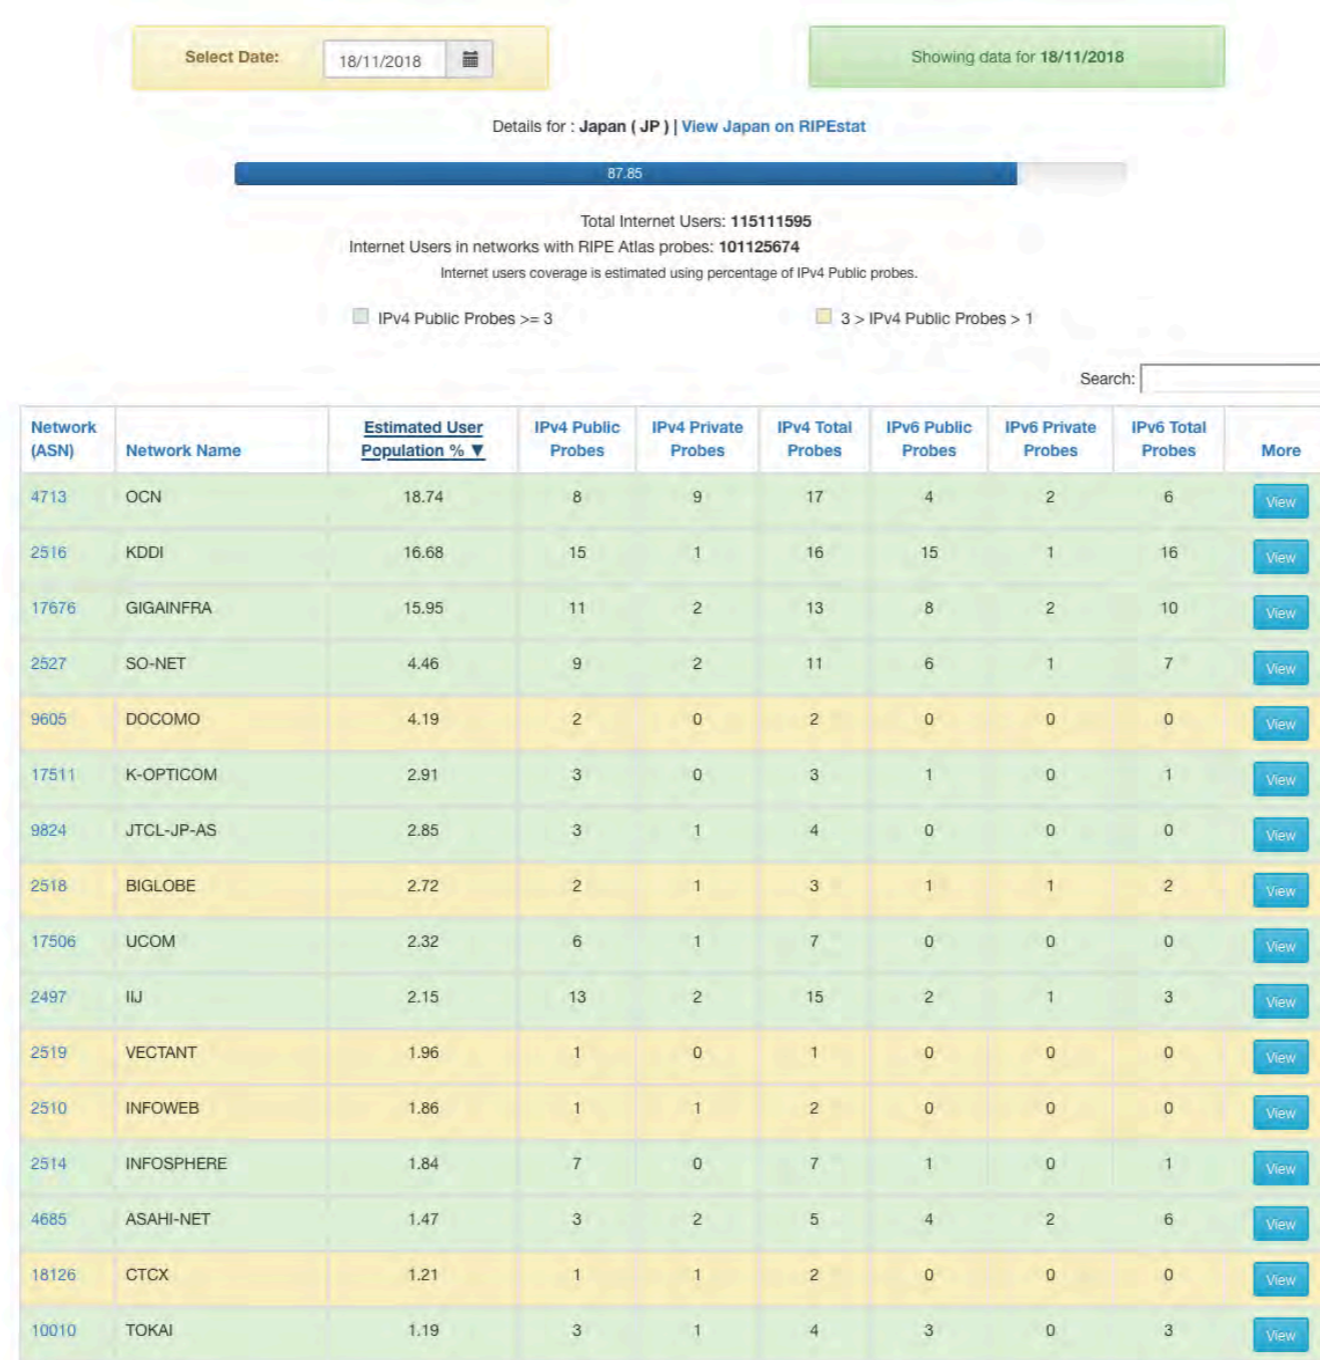 Select Date: 18/11/2018 Showing data for 18/11/2018
Details for : Japan ( JP ) | View Japan on RIPEstat
87.85
Total Internet Users: 115111595
Internet Users in networks with RIPE Atlas probes: 101125674
Internet users coverage is estimated using percentage of IPv4 Public probes.
IPv4 Public Probes >= 3 3 > IPv4 Public Probes > 1
Search:
Network (ASN) Network Name Estimated User Population % ▼ IPv4 Public Probes IPv4 Private Probes IPv4 Total Probes IPv6 Public Probes IPv6 Private Probes IPv6 Total Probes More
4713 OCN 18.74 8 9 17 4 2 6 View
2516 KDDI 16.68 15 1 16 15 1 16 View
17676 GIGAINFRA 15.95 11 2 13 8 2 10 View
2527 SO-NET 4.46 9 2 11 6 1 7 View
9605 DOCOMO 4.19 2 0 2 0 0 0 View
17511 K-OPTICOM 2.91 3 0 3 1 0 1 View
9824 JTCL-JP-AS 2.85 3 1 4 0 0 0 View
2518 BIGLOBE 2.72 2 1 3 1 1 2 View
17506 UCOM 2.32 6 1 7 0 0 0 View
2497 IIJ 2.15 13 2 15 2 1 3 View
2519 VECTANT 1.96 1 0 1 0 0 0 View
2510 INFOWEB 1.86 1 1 2 0 0 0 View
2514 INFOSPHERE 1.84 7 0 7 1 0 1 View
4685 ASAHI-NET 1.47 3 2 5 4 2 6 View
18126 CTCX 1.21 1 1 2 0 0 0 View
10010 TOKAI 1.19 3 1 4 3 0 3 View